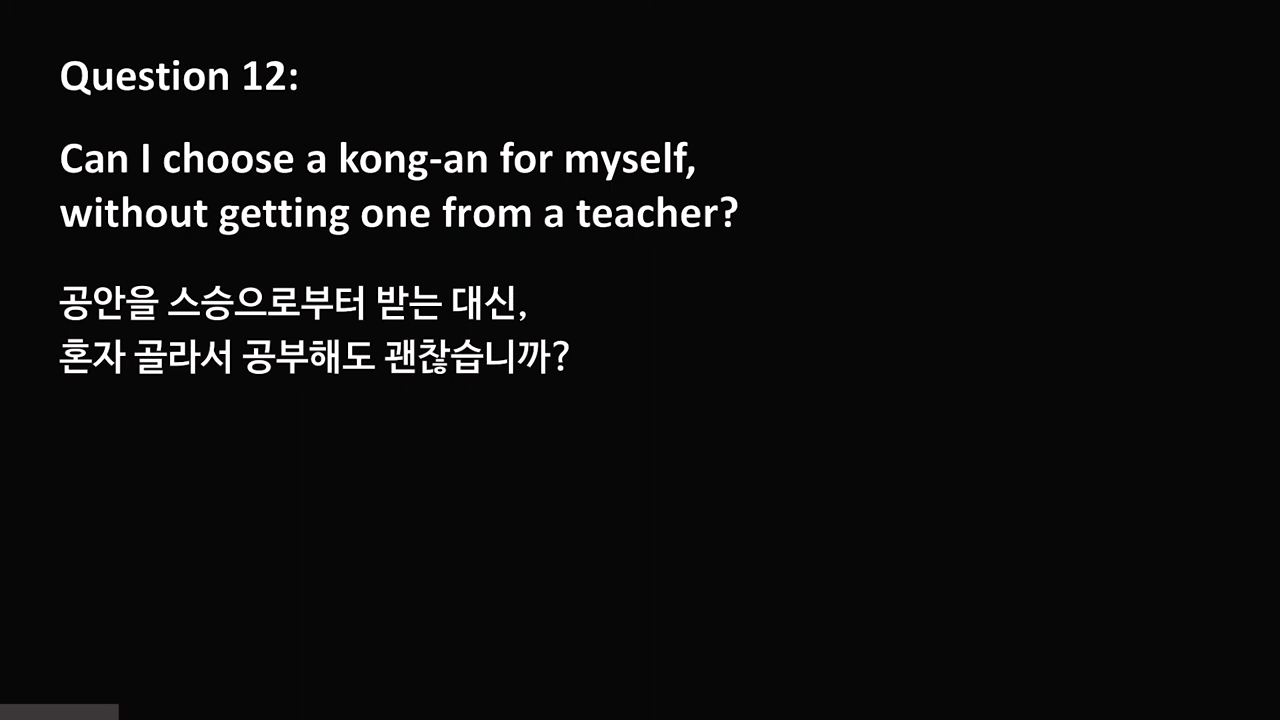 Question 12:
Can I choose a kong-an for myself,
without getting one from a teacher?
공안을 스승으로부터 받는 대신,
혼자 골라서 공부해도 괜찮습니까?